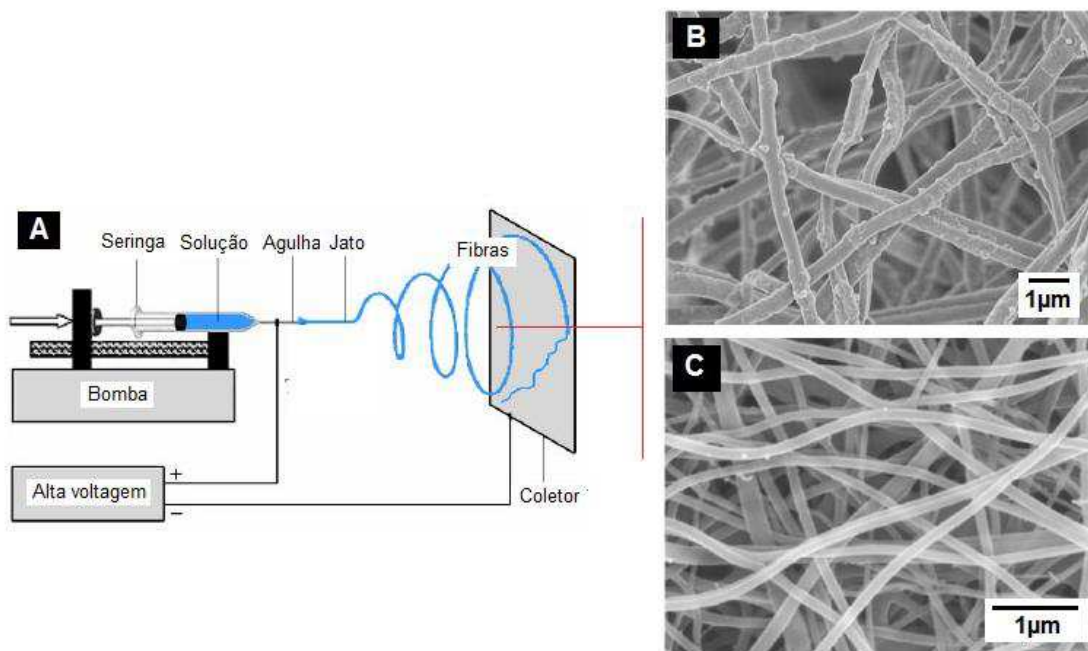 A
Seringa Solução Agulha Jato
Fibras
Bomba
+
Alta voltagem
−
Coletor
B
1µm
C
1µm